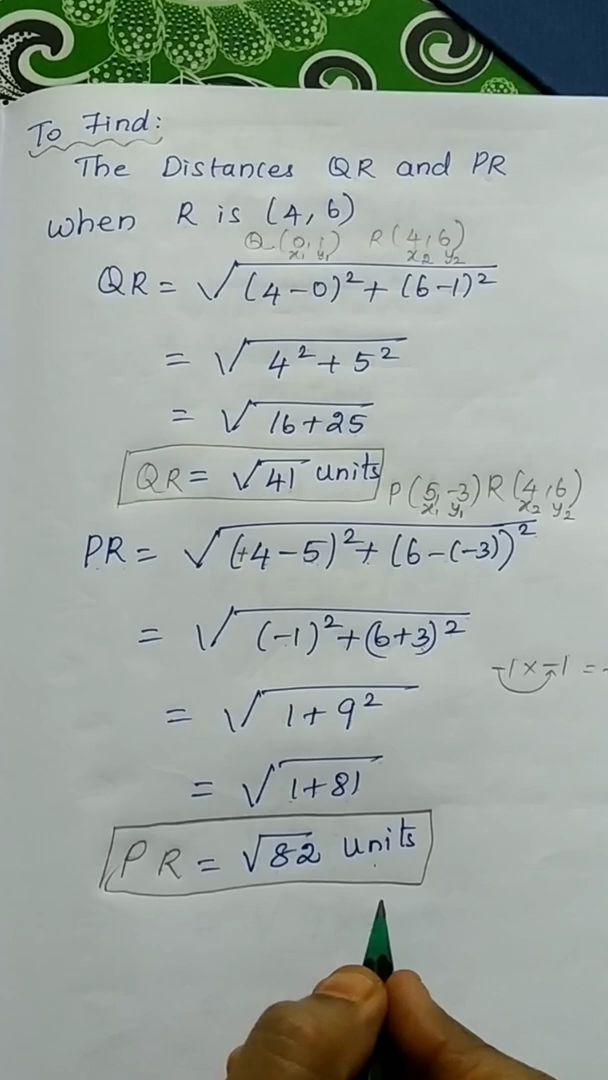 To Find:
The Distances QR and PR
when R is (4, 6)
Q(0, 1) R(4, 6)
x₁ y₁ x₂ y₂
QR = √(4-0)² + (6-1)²
= √4² + 5²
= √16+25
QR = √41 units
P(5, -3) R(4, 6)
x₁ y₁ x₂ y₂
PR = √(+4-5)² + (6-(-3))²
= √(-1)² + (6+3)²
-1 × -1 =
= √1 + 9²
= √1+81
PR = √82 units